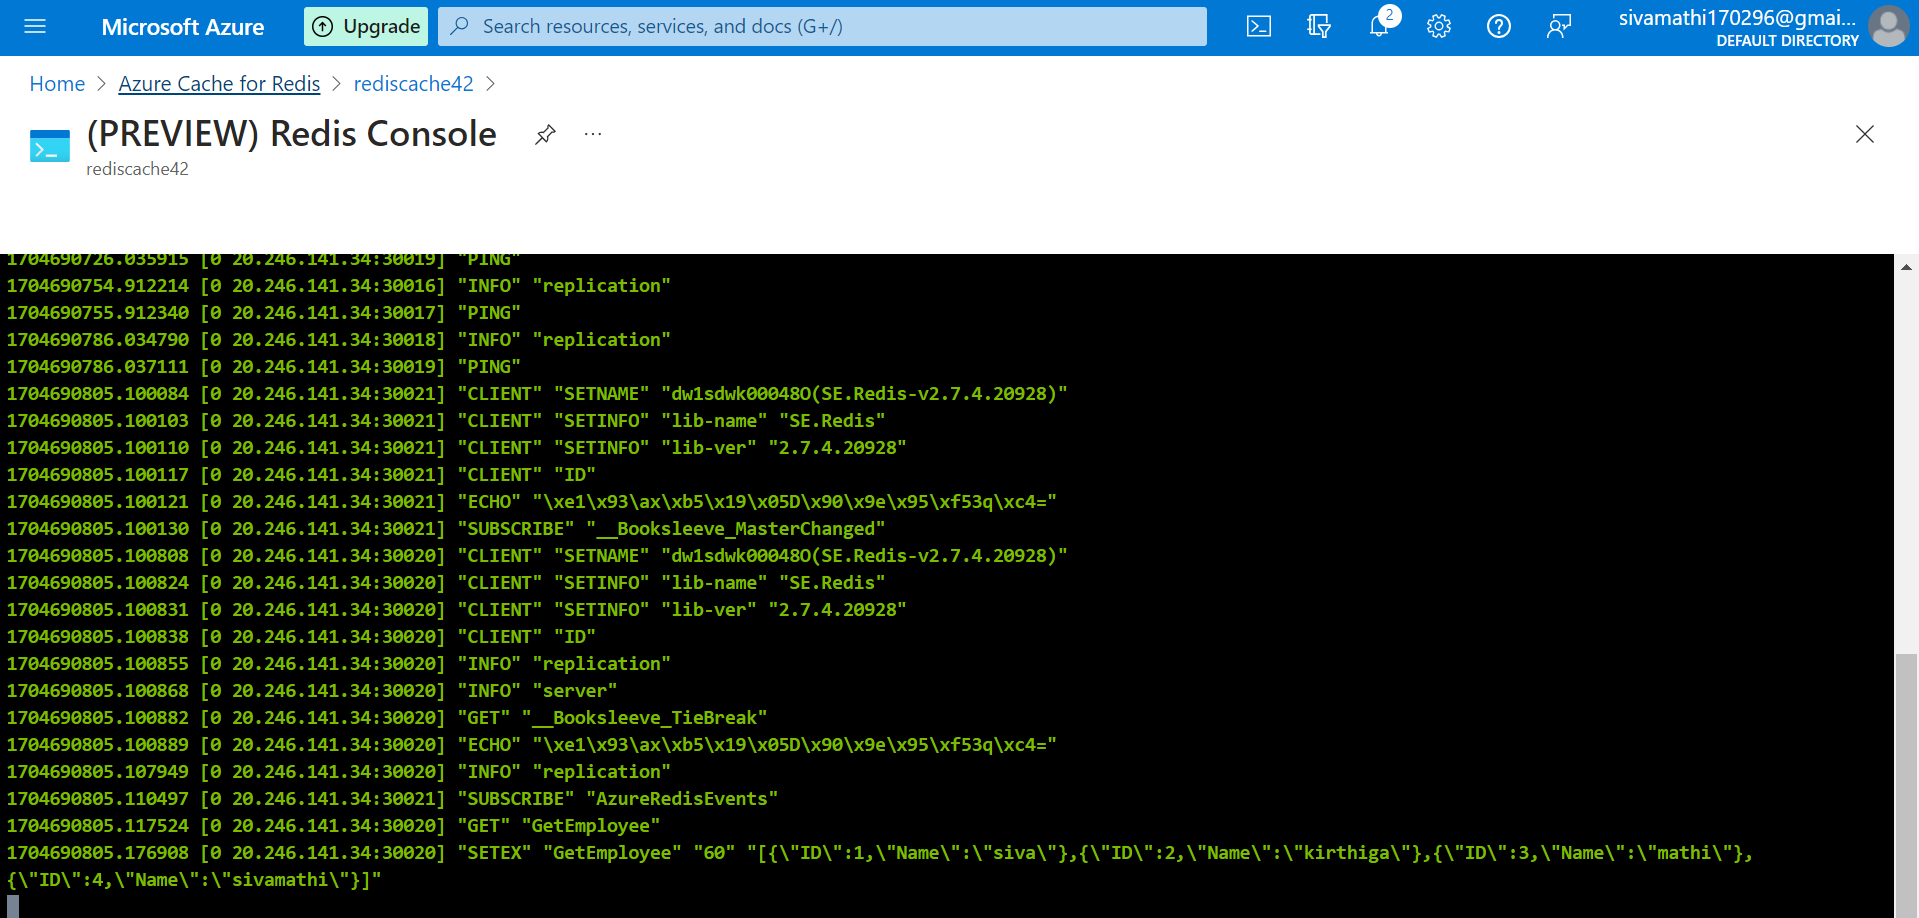 Microsoft Azure
Upgrade
Search resources, services, and docs (G+/)
2
sivamathi170296@gmai...
DEFAULT DIRECTORY
Home > Azure Cache for Redis > rediscache42 >
(PREVIEW) Redis Console
...
rediscache42
1704690726.035915 [0 20.246.141.34:30019] "PING"
1704690754.912214 [0 20.246.141.34:30016] "INFO" "replication"
1704690755.912340 [0 20.246.141.34:30017] "PING"
1704690786.034790 [0 20.246.141.34:30018] "INFO" "replication"
1704690786.037111 [0 20.246.141.34:30019] "PING"
1704690805.100084 [0 20.246.141.34:30021] "CLIENT" "SETNAME" "dw1sdwk00048O(SE.Redis-v2.7.4.20928)"
1704690805.100103 [0 20.246.141.34:30021] "CLIENT" "SETINFO" "lib-name" "SE.Redis"
1704690805.100110 [0 20.246.141.34:30021] "CLIENT" "SETINFO" "lib-ver" "2.7.4.20928"
1704690805.100117 [0 20.246.141.34:30021] "CLIENT" "ID"
1704690805.100121 [0 20.246.141.34:30021] "ECHO" "\xe1\x93\ax\xb5\x19\x05D\x90\x9e\x95\xf53q\xc4="
1704690805.100130 [0 20.246.141.34:30021] "SUBSCRIBE" "__Booksleeve_MasterChanged"
1704690805.100808 [0 20.246.141.34:30020] "CLIENT" "SETNAME" "dw1sdwk00048O(SE.Redis-v2.7.4.20928)"
1704690805.100824 [0 20.246.141.34:30020] "CLIENT" "SETINFO" "lib-name" "SE.Redis"
1704690805.100831 [0 20.246.141.34:30020] "CLIENT" "SETINFO" "lib-ver" "2.7.4.20928"
1704690805.100838 [0 20.246.141.34:30020] "CLIENT" "ID"
1704690805.100855 [0 20.246.141.34:30020] "INFO" "replication"
1704690805.100868 [0 20.246.141.34:30020] "INFO" "server"
1704690805.100882 [0 20.246.141.34:30020] "GET" "__Booksleeve_TieBreak"
1704690805.100889 [0 20.246.141.34:30020] "ECHO" "\xe1\x93\ax\xb5\x19\x05D\x90\x9e\x95\xf53q\xc4="
1704690805.107949 [0 20.246.141.34:30020] "INFO" "replication"
1704690805.110497 [0 20.246.141.34:30021] "SUBSCRIBE" "AzureRedisEvents"
1704690805.117524 [0 20.246.141.34:30020] "GET" "GetEmployee"
1704690805.176908 [0 20.246.141.34:30020] "SETEX" "GetEmployee" "60" "[{\"ID\":1,\"Name\":\"siva\"},{\"ID\":2,\"Name\":\"kirthiga\"},{\"ID\":3,\"Name\":\"mathi\"},
{\"ID\":4,\"Name\":\"sivamathi\"}]"